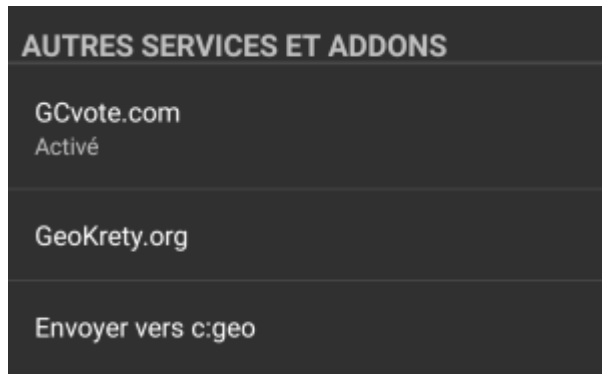 AUTRES SERVICES ET ADDONS
GCvote.com
Activé
GeoKrety.org
Envoyer vers c:geo